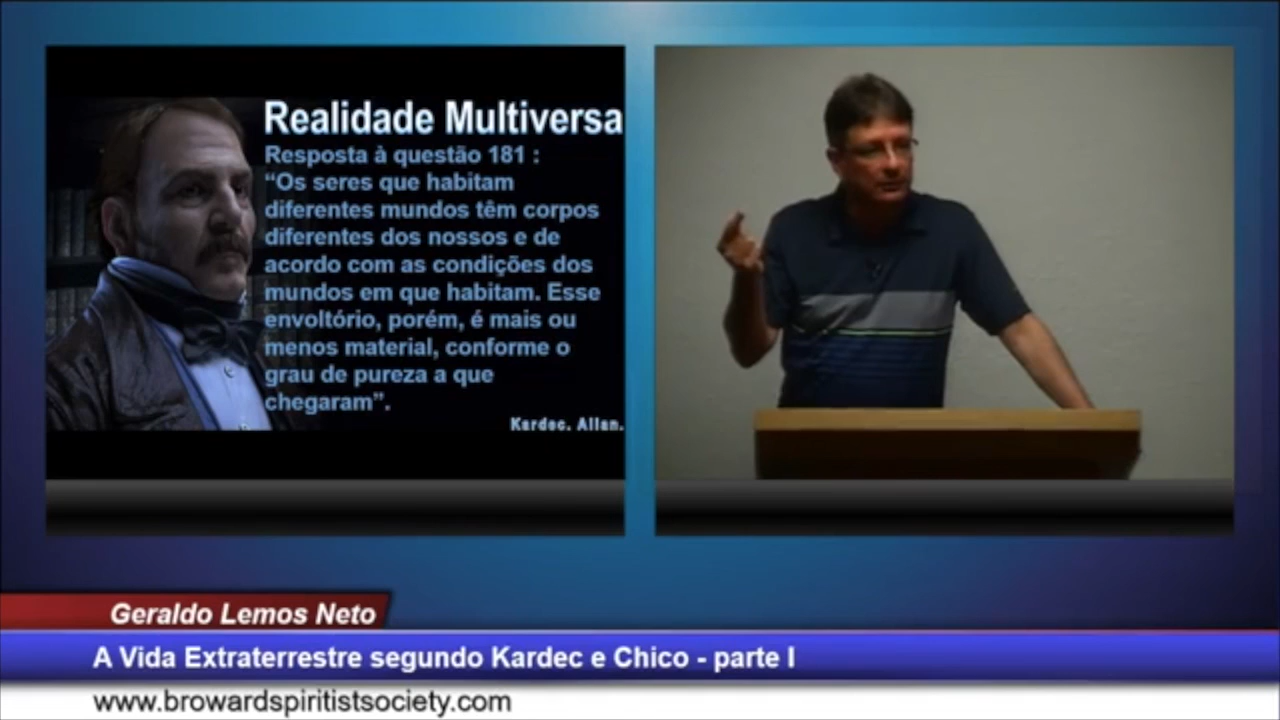 Realidade Multiversa
Resposta à questão 181 :
“Os seres que habitam
diferentes mundos têm corpos
diferentes dos nossos e de
acordo com as condições dos
mundos em que habitam. Esse
envoltório, porém, é mais ou
menos material, conforme o
grau de pureza a que
chegaram”.
Kardec. Allan.
Geraldo Lemos Neto
A Vida Extraterrestre segundo Kardec e Chico - parte I
www.browardspiritistsociety.com